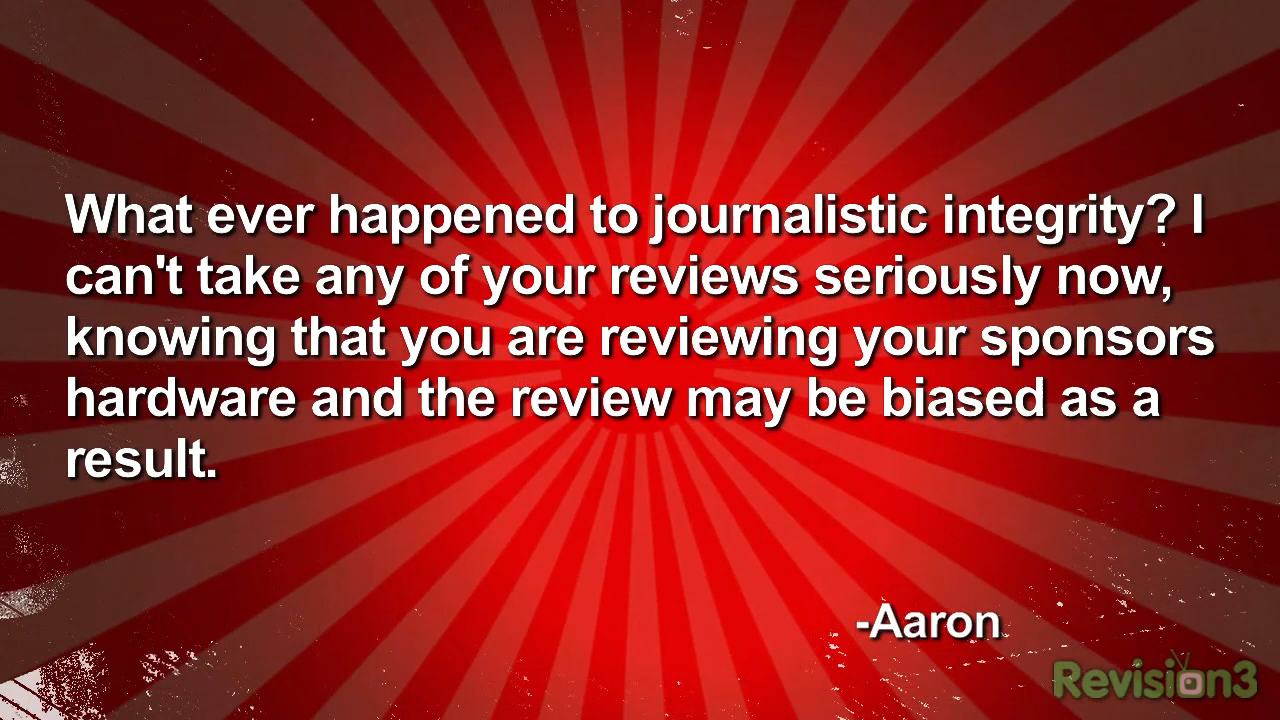 What ever happened to journalistic integrity? I
can't take any of your reviews seriously now,
knowing that you are reviewing your sponsors
hardware and the review may be biased as a
result.
-Aaron
Revision3